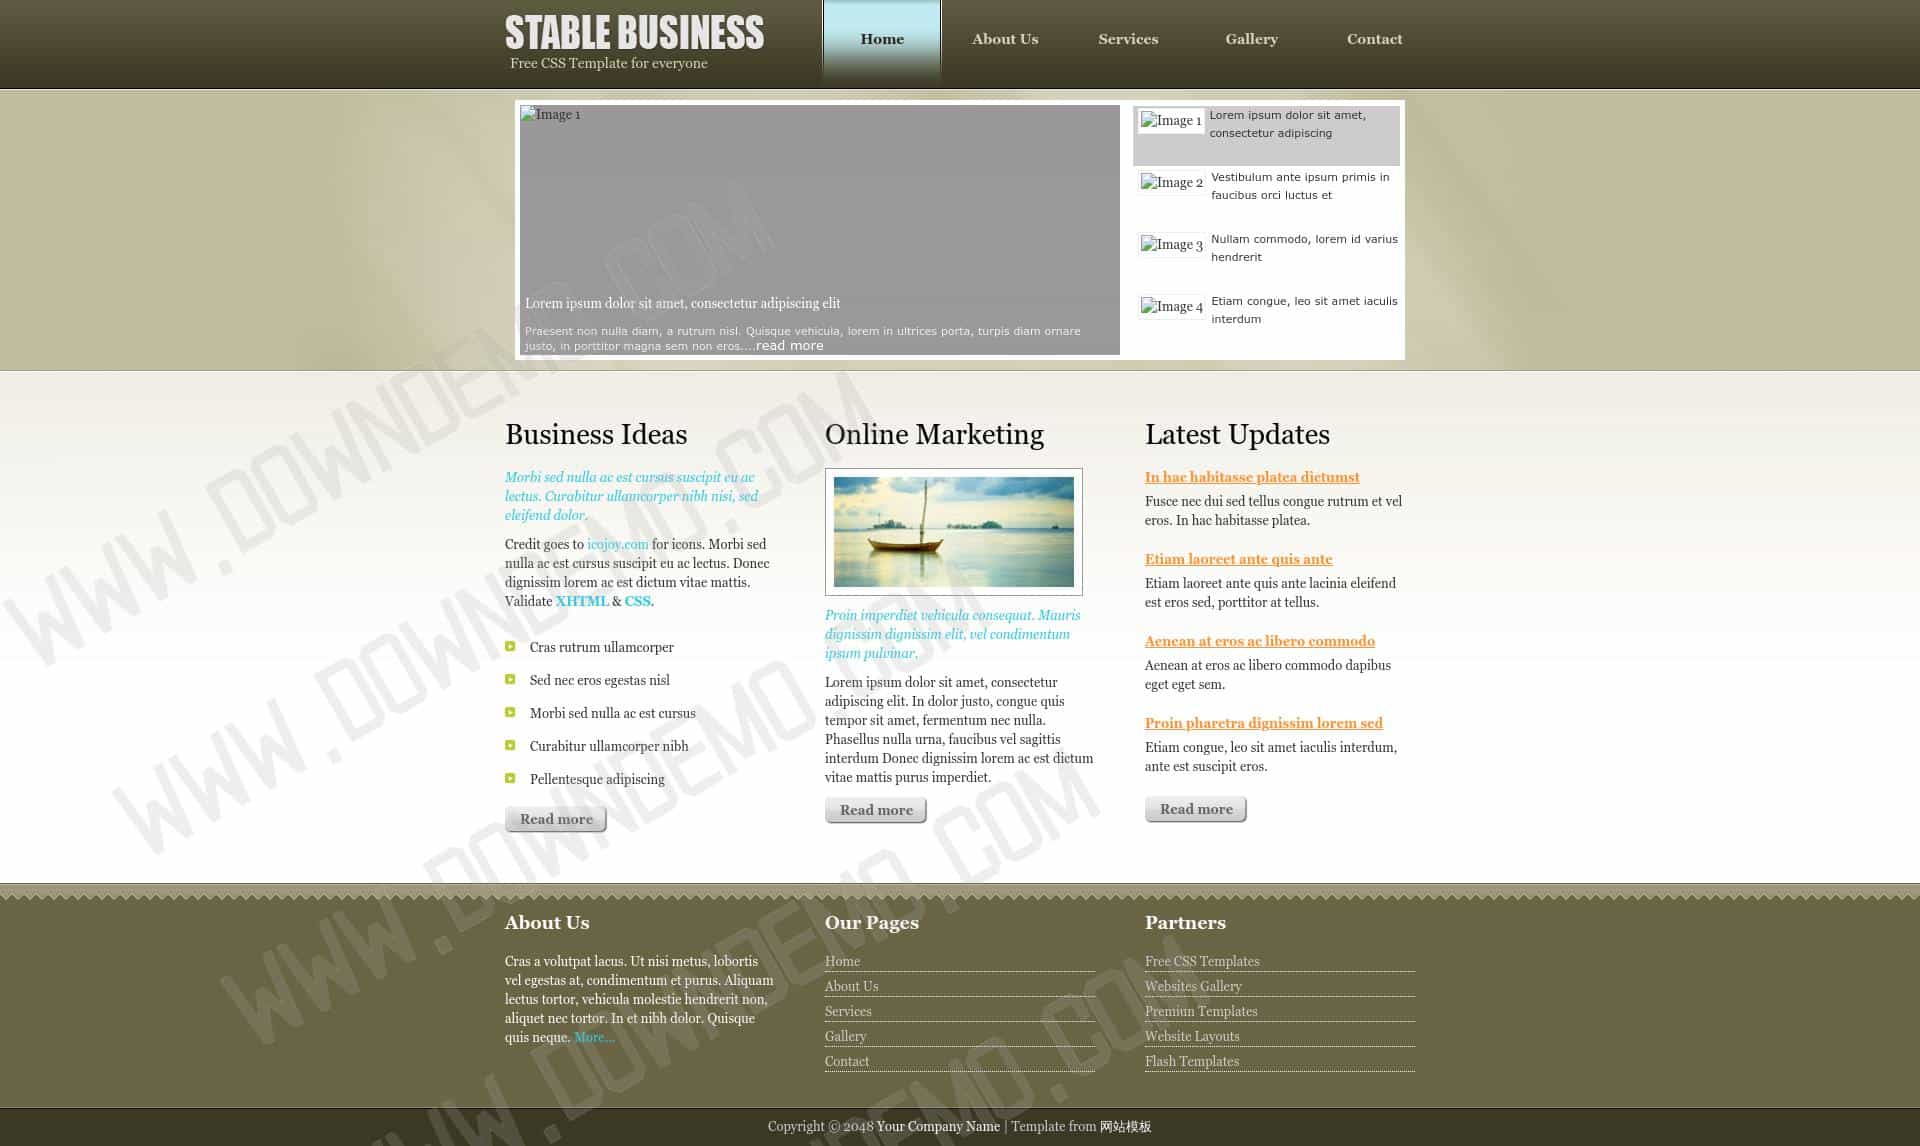 STABLE BUSINESS
Free CSS Template for everyone
Home About Us Services Gallery Contact
Image 1
Lorem ipsum dolor sit amet, consectetur adipiscing elit
Praesent non nulla diam, a rutrum nisl. Quisque vehicula, lorem in ultrices porta, turpis diam ornare
justo, in porttitor magna sem non eros....read more
Image 1
Lorem ipsum dolor sit amet,
consectetur adipiscing
Image 2
Vestibulum ante ipsum primis in
faucibus orci luctus et
Image 3
Nullam commodo, lorem id varius
hendrerit
Image 4
Etiam congue, leo sit amet iaculis
interdum
Business Ideas
Morbi sed nulla ac est cursus suscipit eu ac
lectus. Curabitur ullamcorper nibh nisi, sed
eleifend dolor.
Credit goes to icojoy.com for icons. Morbi sed
nulla ac est cursus suscipit eu ac lectus. Donec
dignissim lorem ac est dictum vitae mattis.
Validate XHTML & CSS.
Cras rutrum ullamcorper
Sed nec eros egestas nisl
Morbi sed nulla ac est cursus
Curabitur ullamcorper nibh
Pellentesque adipiscing
Read more
Online Marketing
Proin imperdiet vehicula consequat. Mauris
dignissim dignissim elit, vel condimentum
ipsum pulvinar.
Lorem ipsum dolor sit amet, consectetur
adipiscing elit. In dolor justo, congue quis
tempor sit amet, fermentum nec nulla.
Phasellus nulla urna, faucibus vel sagittis
interdum Donec dignissim lorem ac est dictum
vitae mattis purus imperdiet.
Read more
Latest Updates
In hac habitasse platea dictumst
Fusce nec dui sed tellus congue rutrum et vel
eros. In hac habitasse platea.
Etiam laoreet ante quis ante
Etiam laoreet ante quis ante lacinia eleifend
est eros sed, porttitor at tellus.
Aenean at eros ac libero commodo
Aenean at eros ac libero commodo dapibus
eget eget sem.
Proin pharetra dignissim lorem sed
Etiam congue, leo sit amet iaculis interdum,
ante est suscipit eros.
Read more
About Us
Cras a volutpat lacus. Ut nisi metus, lobortis
vel egestas at, condimentum et purus. Aliquam
lectus tortor, vehicula molestie hendrerit non,
aliquet nec tortor. In et nibh dolor. Quisque
quis neque. More...
Our Pages
Home
About Us
Services
Gallery
Contact
Partners
Free CSS Templates
Websites Gallery
Premiun Templates
Website Layouts
Flash Templates
Copyright © 2048 Your Company Name | Template from 网站模板
WWW.DOWNDEMO.COM
WWW.DOWNDEMO.COM
WWW.DOWNDEMO.COM
WWW.DOWNDEMO.COM
DEMO.COM